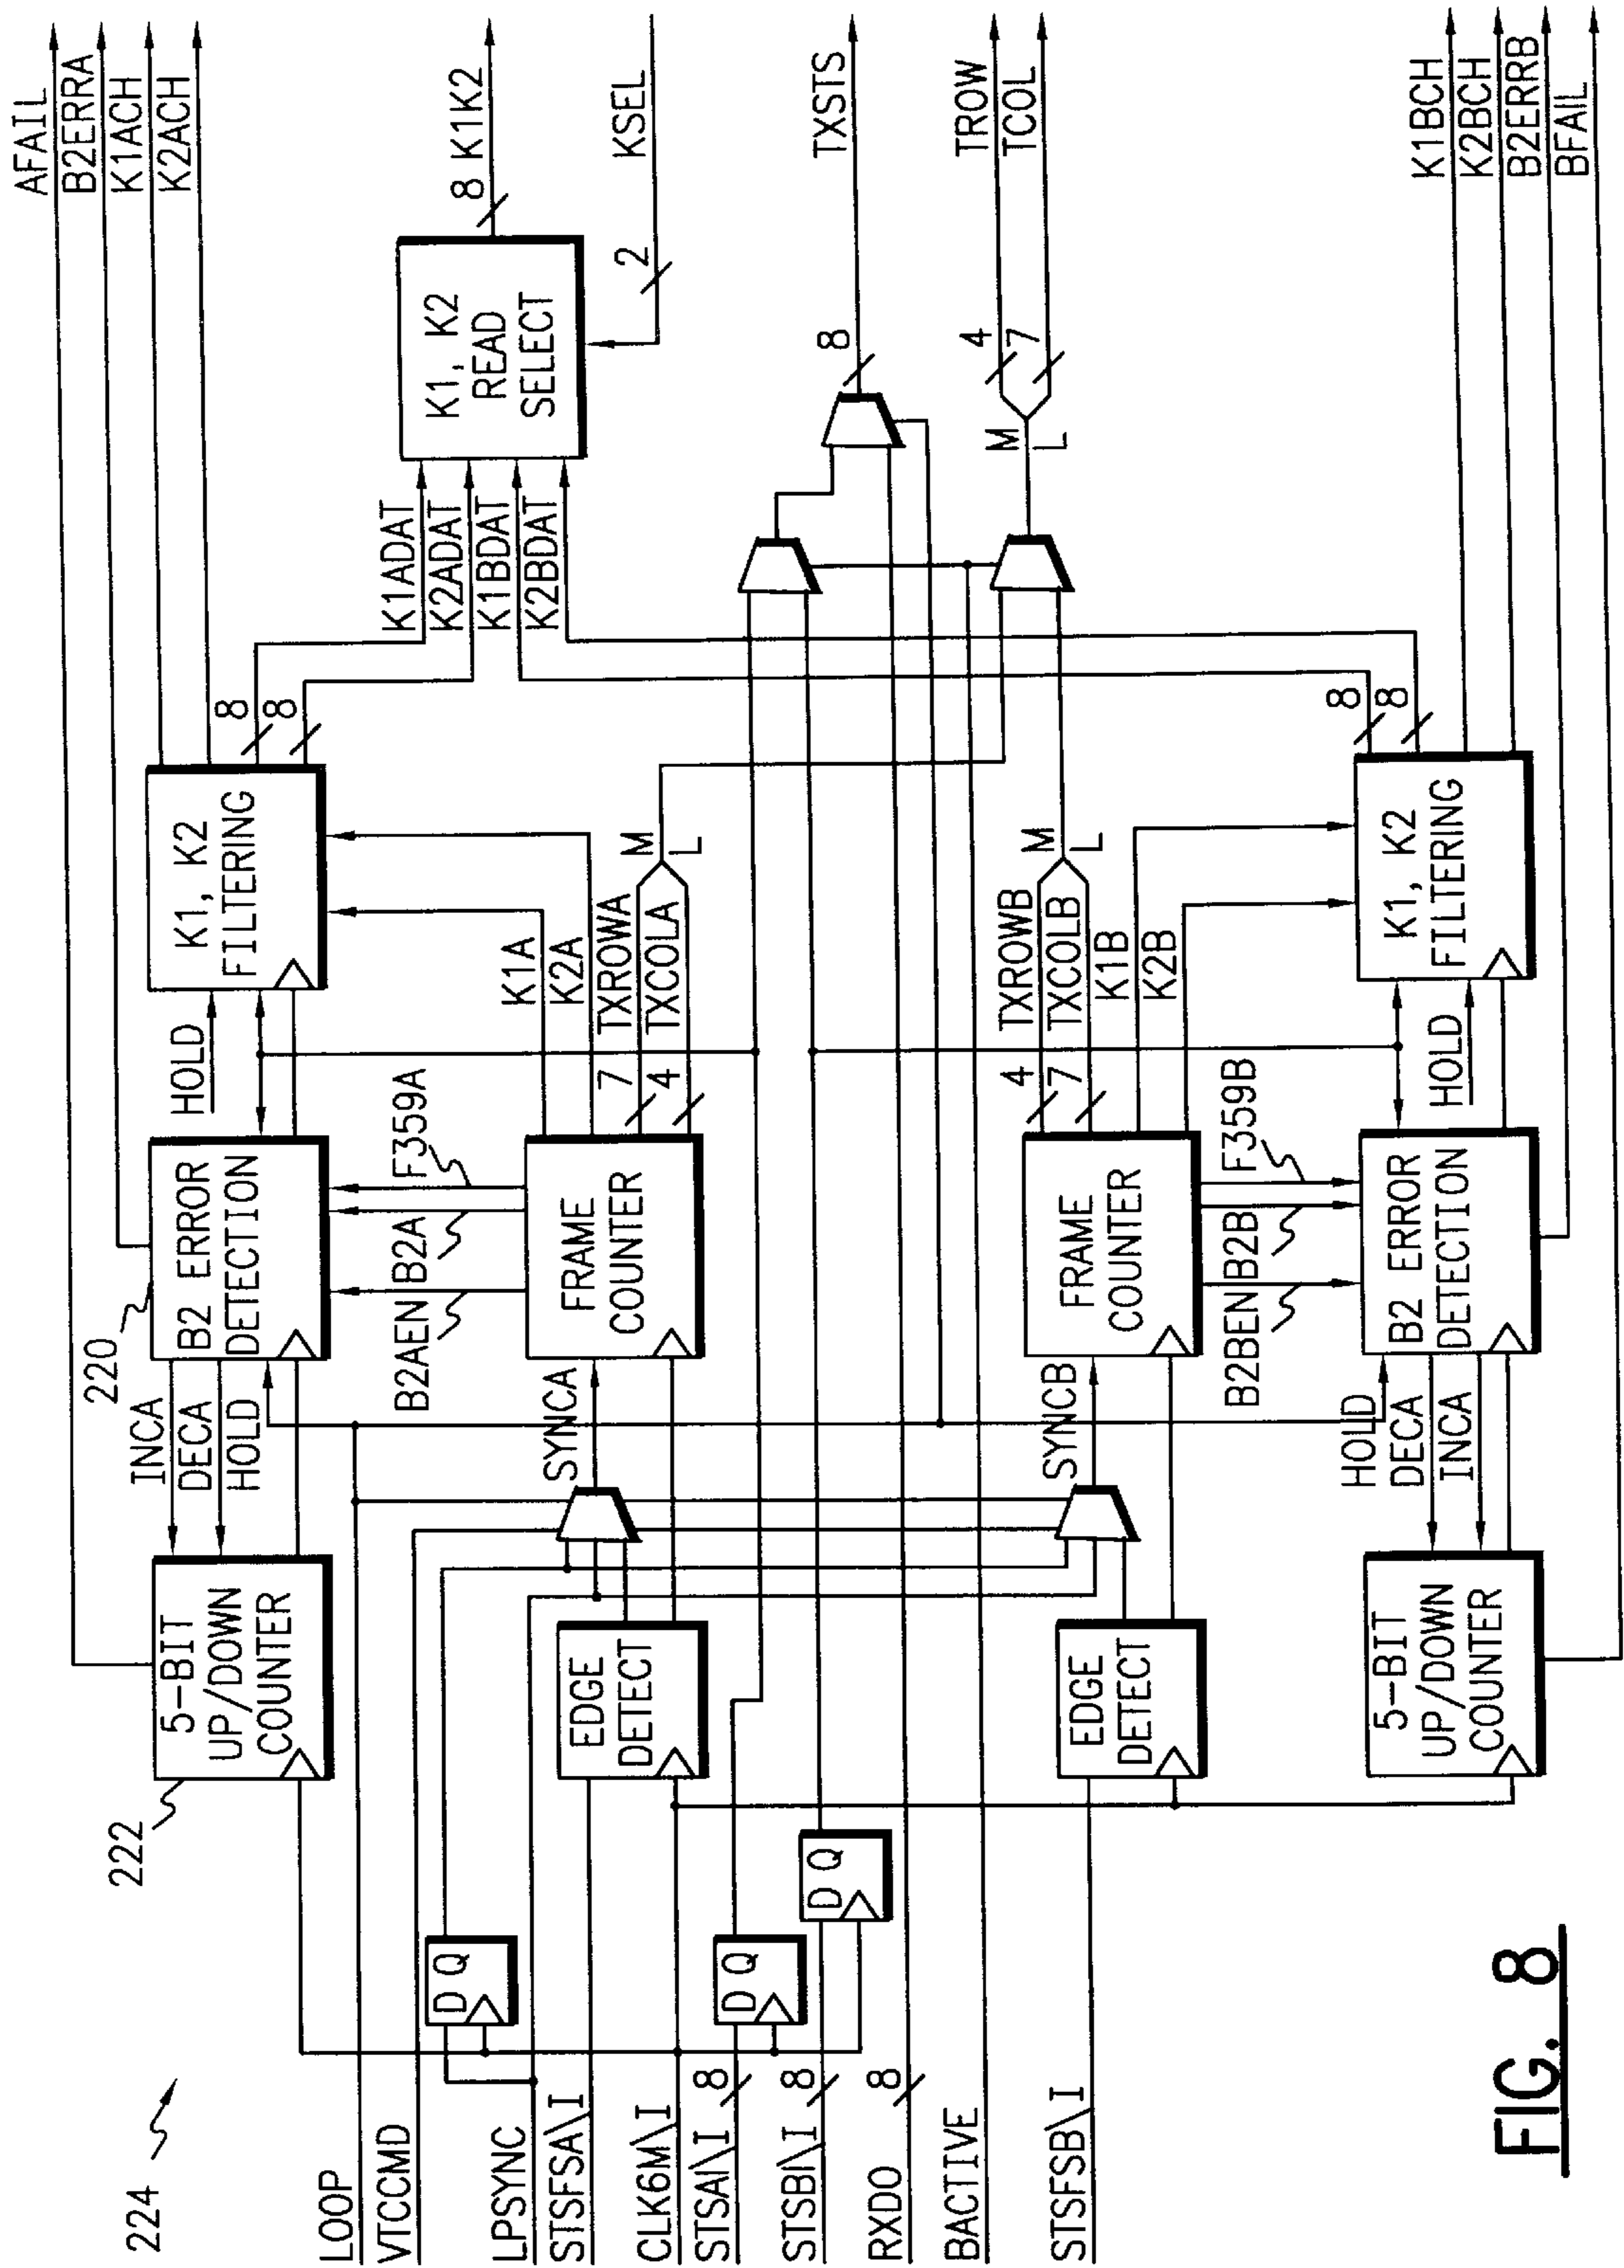 224
LOOP
VTCCMD
LPSYNC
STSFSA\I
CLK6M\I
STSAI\I
8
STSBI\I
8
RXDO
8
BACTIVE
STSFSB\I
222
5-BIT
UP/DOWN
COUNTER
D Q
D Q
D Q
EDGE
DETECT
EDGE
DETECT
5-BIT
UP/DOWN
COUNTER
INCA
DECA
HOLD
SYNCA
SYNCB
HOLD
DECA
INCA
220
B2 ERROR
DETECTION
B2AEN
B2A
F359A
FRAME
COUNTER
FRAME
COUNTER
B2BEN
B2B
F359B
B2 ERROR
DETECTION
HOLD
K1A
K2A
7
TXROWA
4
TXCOLA
M
L
4
TXROWB
7
TXCOLB
M
L
K1B
K2B
HOLD
K1, K2
FILTERING
8
8
K1, K2
FILTERING
8
8
K1ADAT
K2ADAT
K1BDAT
K2BDAT
K1, K2
READ
SELECT
M
L
AFAIL
B2ERRA
K1ACH
K2ACH
8
K1K2
2
KSEL
8
TXSTS
4
TROW
7
TCOL
K1BCH
K2BCH
B2ERRB
BFAIL
FIG. 8